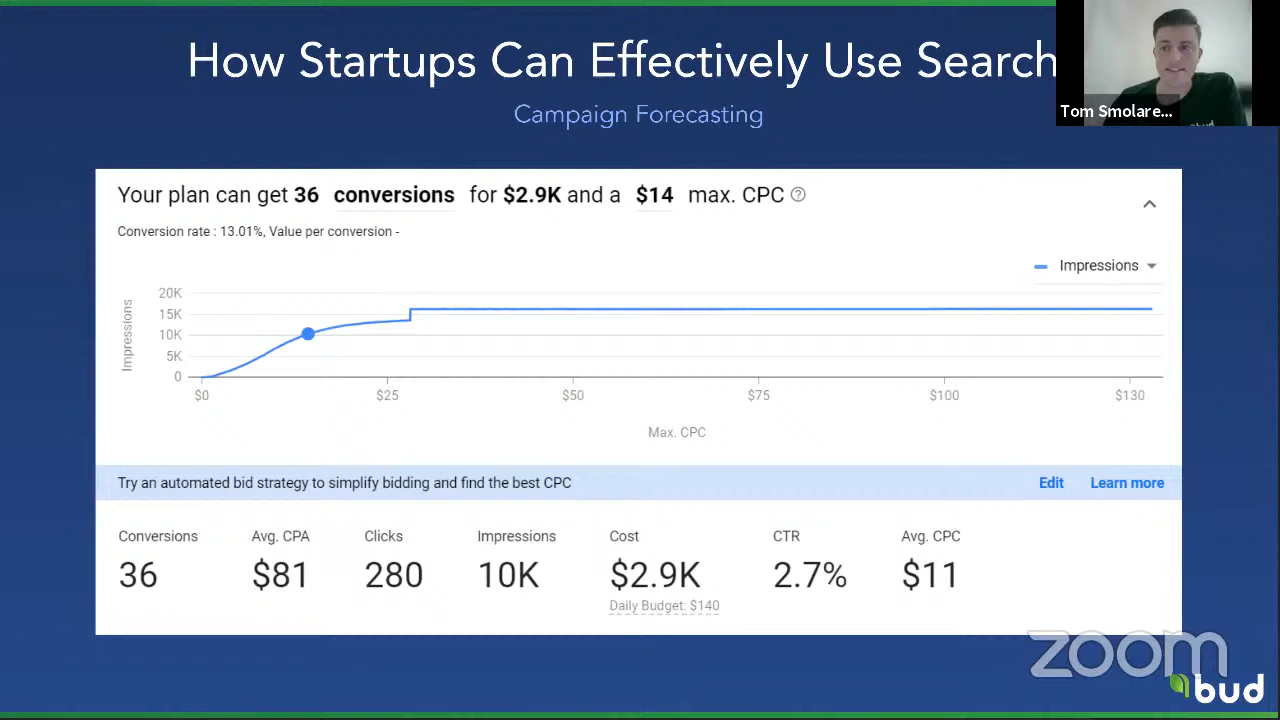 How Startups Can Effectively Use Search
Campaign Forecasting
Tom Smolare...
bud
Your plan can get 36 conversions for $2.9K and a $14 max. CPC
Conversion rate : 13.01%, Value per conversion -
Impressions
Impressions
20K
15K
10K
5K
0
$0 $25 $50 $75 $100 $130
Max. CPC
Try an automated bid strategy to simplify bidding and find the best CPC Edit Learn more
Conversions Avg. CPA Clicks Impressions Cost CTR Avg. CPC
36 $81 280 10K $2.9K 2.7% $11
Daily Budget: $140
zoom
bud